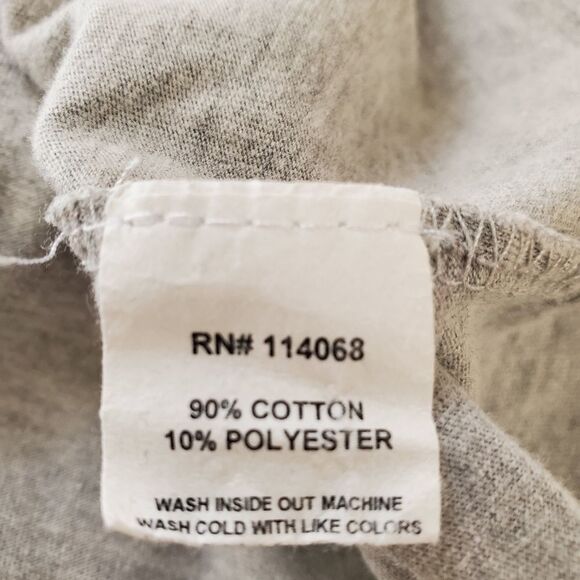 RN# 114068
90% COTTON
10% POLYESTER
WASH INSIDE OUT MACHINE
WASH COLD WITH LIKE COLORS